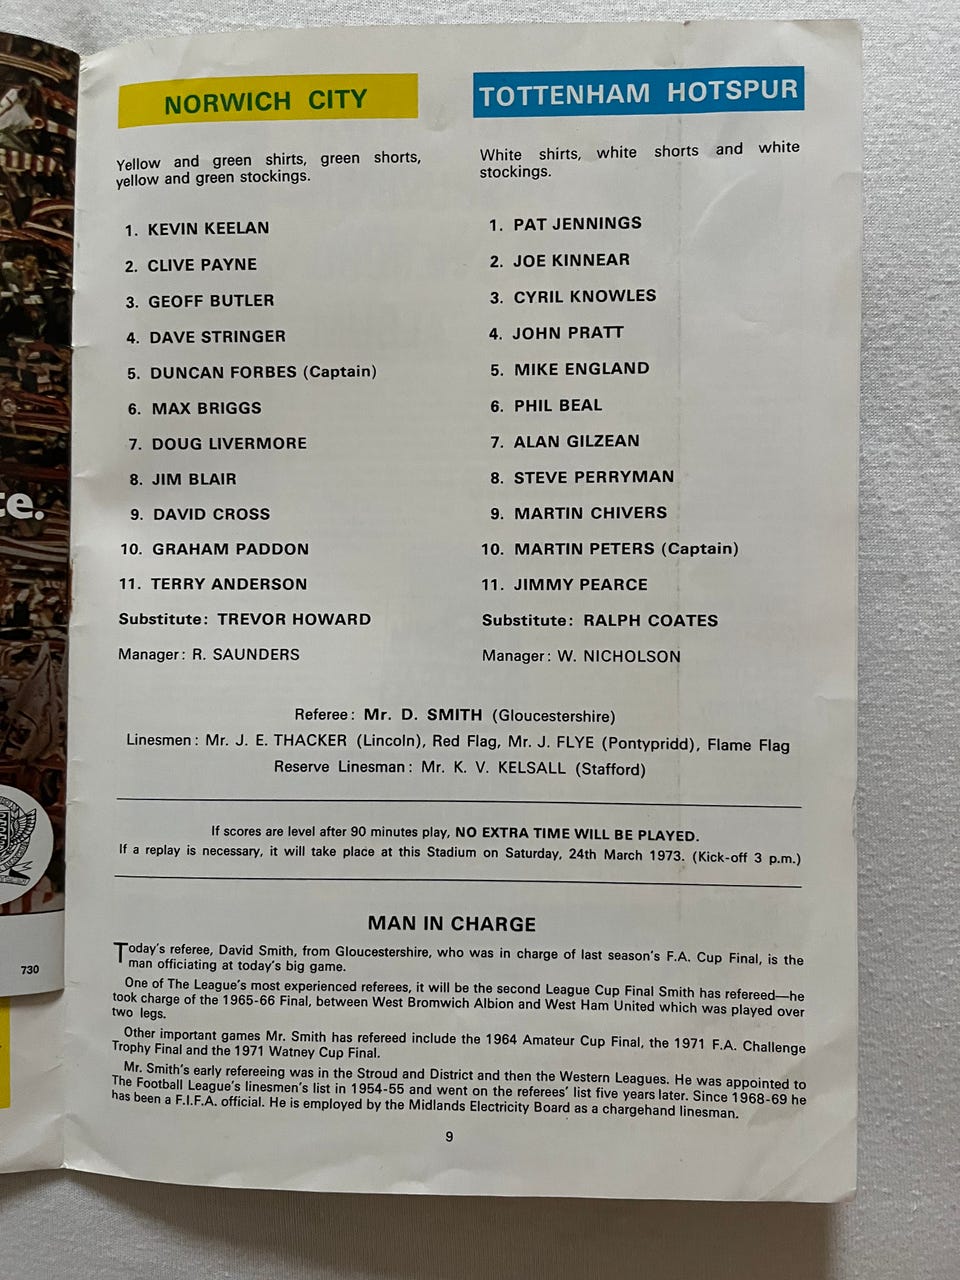 NORWICH CITY
Yellow and green shirts, green shorts,
yellow and green stockings.
1. KEVIN KEELAN
2. CLIVE PAYNE
3. GEOFF BUTLER
4. DAVE STRINGER
5. DUNCAN FORBES (Captain)
6. MAX BRIGGS
7. DOUG LIVERMORE
8. JIM BLAIR
9. DAVID CROSS
10. GRAHAM PADDON
11. TERRY ANDERSON
Substitute: TREVOR HOWARD
Manager: R. SAUNDERS
TOTTENHAM HOTSPUR
White shirts, white shorts and white
stockings.
1. PAT JENNINGS
2. JOE KINNEAR
3. CYRIL KNOWLES
4. JOHN PRATT
5. MIKE ENGLAND
6. PHIL BEAL
7. ALAN GILZEAN
8. STEVE PERRYMAN
9. MARTIN CHIVERS
10. MARTIN PETERS (Captain)
11. JIMMY PEARCE
Substitute: RALPH COATES
Manager: W. NICHOLSON
Referee: Mr. D. SMITH (Gloucestershire)
Linesmen: Mr. J. E. THACKER (Lincoln), Red Flag, Mr. J. FLYE (Pontypridd), Flame Flag
Reserve Linesman: Mr. K. V. KELSALL (Stafford)
If scores are level after 90 minutes play, NO EXTRA TIME WILL BE PLAYED.
If a replay is necessary, it will take place at this Stadium on Saturday, 24th March 1973. (Kick-off 3 p.m.)
MAN IN CHARGE
Today's referee, David Smith, from Gloucestershire, who was in charge of last season's F.A. Cup Final, is the
man officiating at today's big game.
One of The League's most experienced referees, it will be the second League Cup Final Smith has refereed—he
took charge of the 1965-66 Final, between West Bromwich Albion and West Ham United which was played over
two legs.
Other important games Mr. Smith has refereed include the 1964 Amateur Cup Final, the 1971 F.A. Challenge
Trophy Final and the 1971 Watney Cup Final.
Mr. Smith's early refereeing was in the Stroud and District and then the Western Leagues. He was appointed to
The Football League's linesmen's list in 1954-55 and went on the referees' list five years later. Since 1968-69 he
has been a F.I.F.A. official. He is employed by the Midlands Electricity Board as a chargehand linesman.
9
te.
730